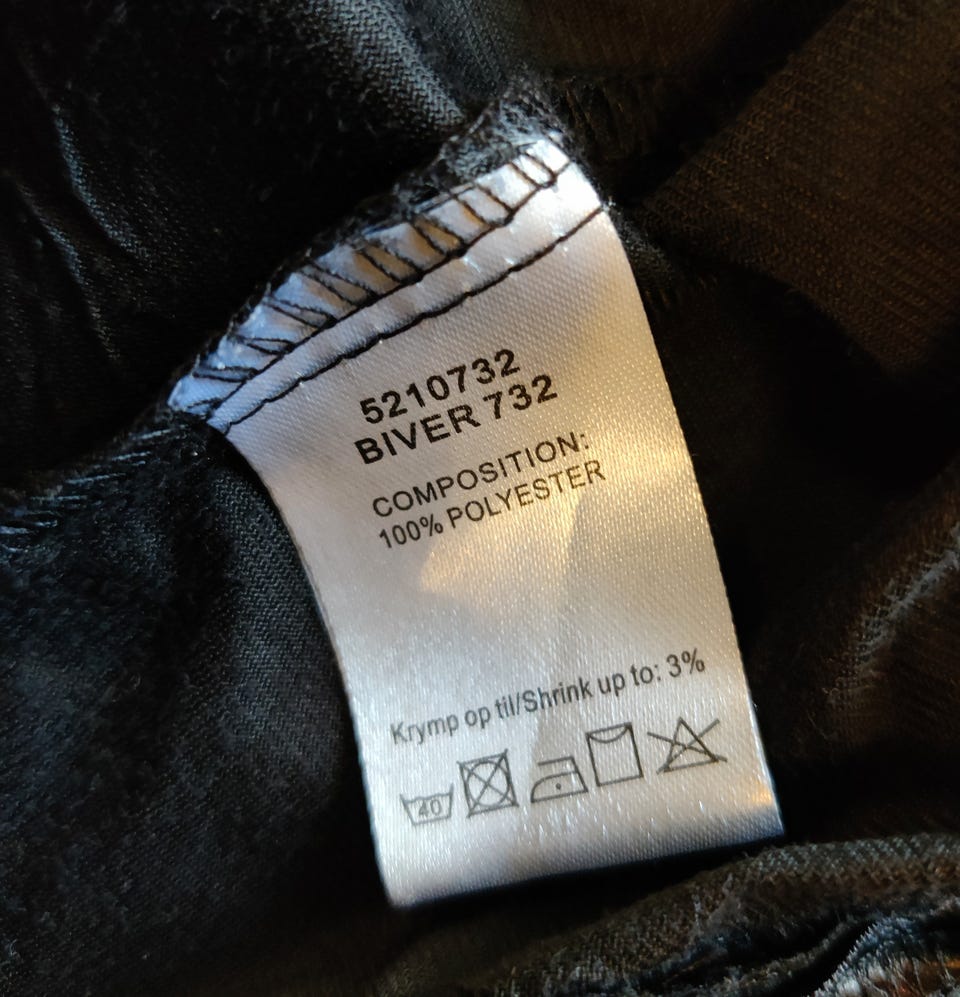 5210732
BIVER 732
COMPOSITION:
100% POLYESTER
Krymp op til/Shrink up to: 3%
40